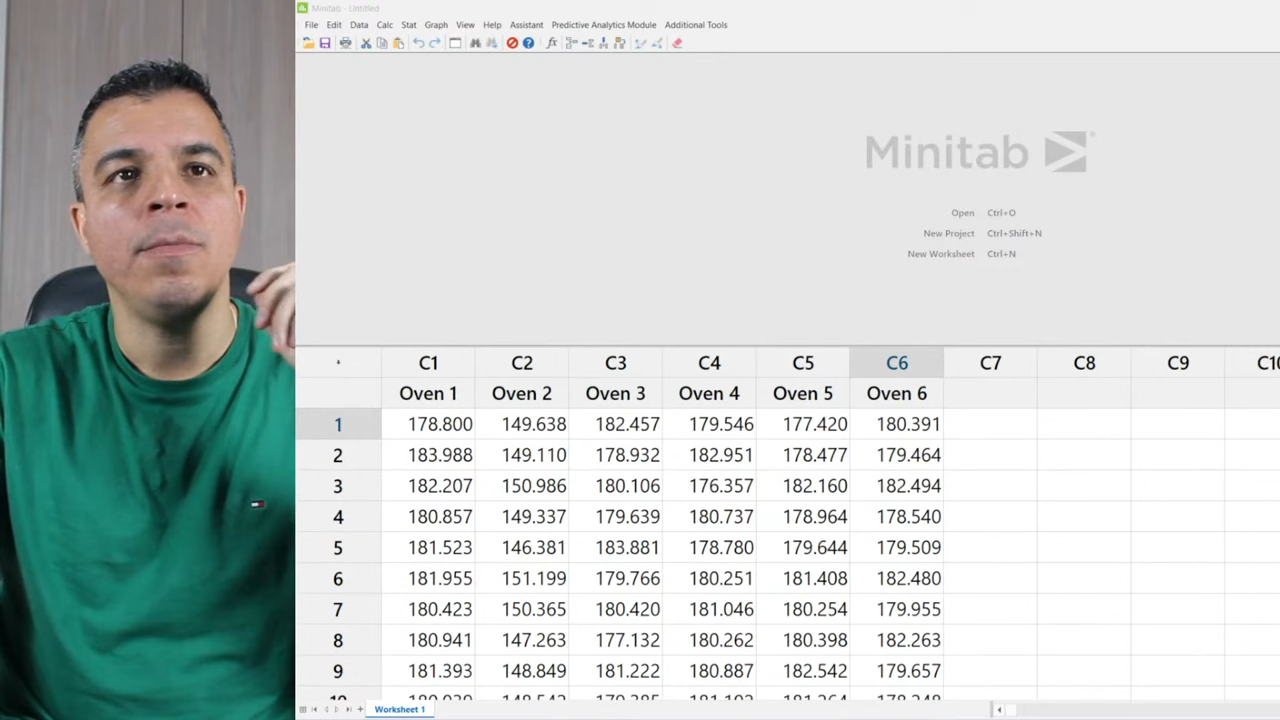 Minitab - Untitled
File Edit Data Calc Stat Graph View Help Assistant Predictive Analytics Module Additional Tools
Minitab
Open Ctrl+O
New Project Ctrl+Shift+N
New Worksheet Ctrl+N
C1 C2 C3 C4 C5 C6 C7 C8 C9 C10
Oven 1 Oven 2 Oven 3 Oven 4 Oven 5 Oven 6
1 178.800 149.638 182.457 179.546 177.420 180.391
2 183.988 149.110 178.932 182.951 178.477 179.464
3 182.207 150.986 180.106 176.357 182.160 182.494
4 180.857 149.337 179.639 180.737 178.964 178.540
5 181.523 146.381 183.881 178.780 179.644 179.509
6 181.955 151.199 179.766 180.251 181.408 182.480
7 180.423 150.365 180.420 181.046 180.254 179.955
8 180.941 147.263 177.132 180.262 180.398 182.263
9 181.393 148.849 181.222 180.887 182.542 179.657
Worksheet 1